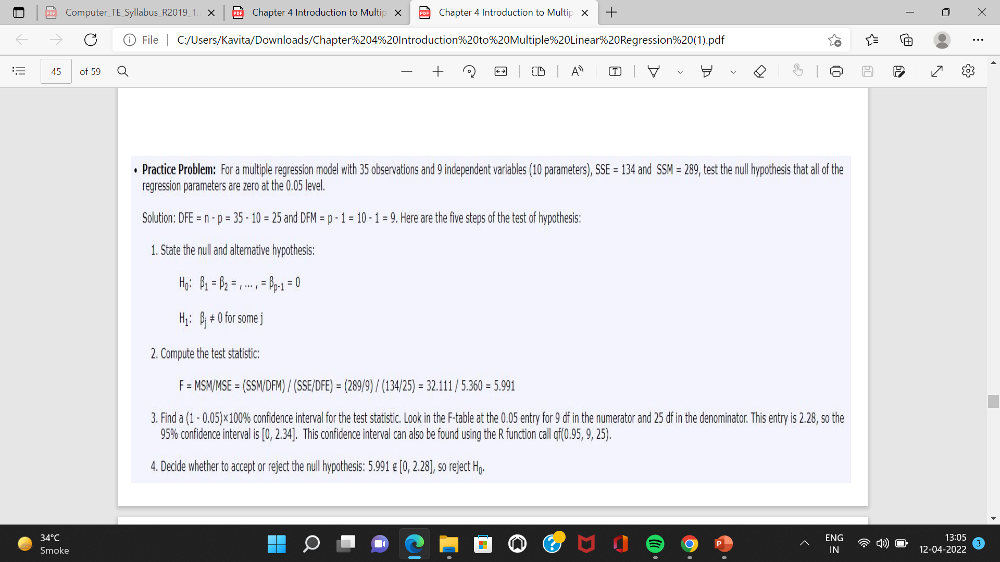 Computer_TE_Syllabus_R2019_1.
Chapter 4 Introduction to Multip
Chapter 4 Introduction to Multip
File
C:/Users/Kavita/Downloads/Chapter%204%20Introduction%20to%20Multiple%20Linear%20Regression%20(1).pdf
45 of 59
• Practice Problem: For a multiple regression model with 35 observations and 9 independent variables (10 parameters), SSE = 134 and SSM = 289, test the null hypothesis that all of the
regression parameters are zero at the 0.05 level.
Solution: DFE = n - p = 35 - 10 = 25 and DFM = p - 1 = 10 - 1 = 9. Here are the five steps of the test of hypothesis:
1. State the null and alternative hypothesis:
H₀: β₁ = β₂ = , ... , = βₚ₋₁ = 0
H₁: βⱼ ≠ 0 for some j
2. Compute the test statistic:
F = MSM/MSE = (SSM/DFM) / (SSE/DFE) = (289/9) / (134/25) = 32.111 / 5.360 = 5.991
3. Find a (1 - 0.05)×100% confidence interval for the test statistic. Look in the F-table at the 0.05 entry for 9 df in the numerator and 25 df in the denominator. This entry is 2.28, so the
95% confidence interval is [0, 2.34]. This confidence interval can also be found using the R function call qf(0.95, 9, 25).
4. Decide whether to accept or reject the null hypothesis: 5.991 ∉ [0, 2.28], so reject H₀.
34°C
Smoke
ENG
IN
13:05
12-04-2022
3